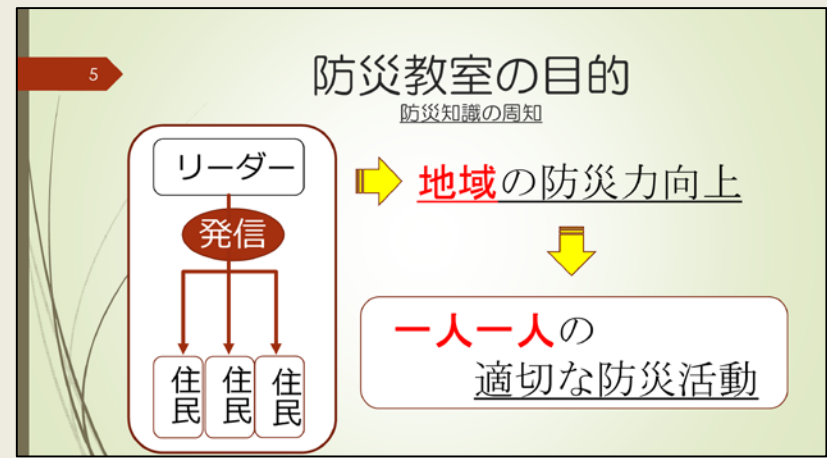 5
防災教室の目的
防災知識の周知
リーダー
発信
住民
住民
住民
地域の防災力向上
一人一人の
適切な防災活動